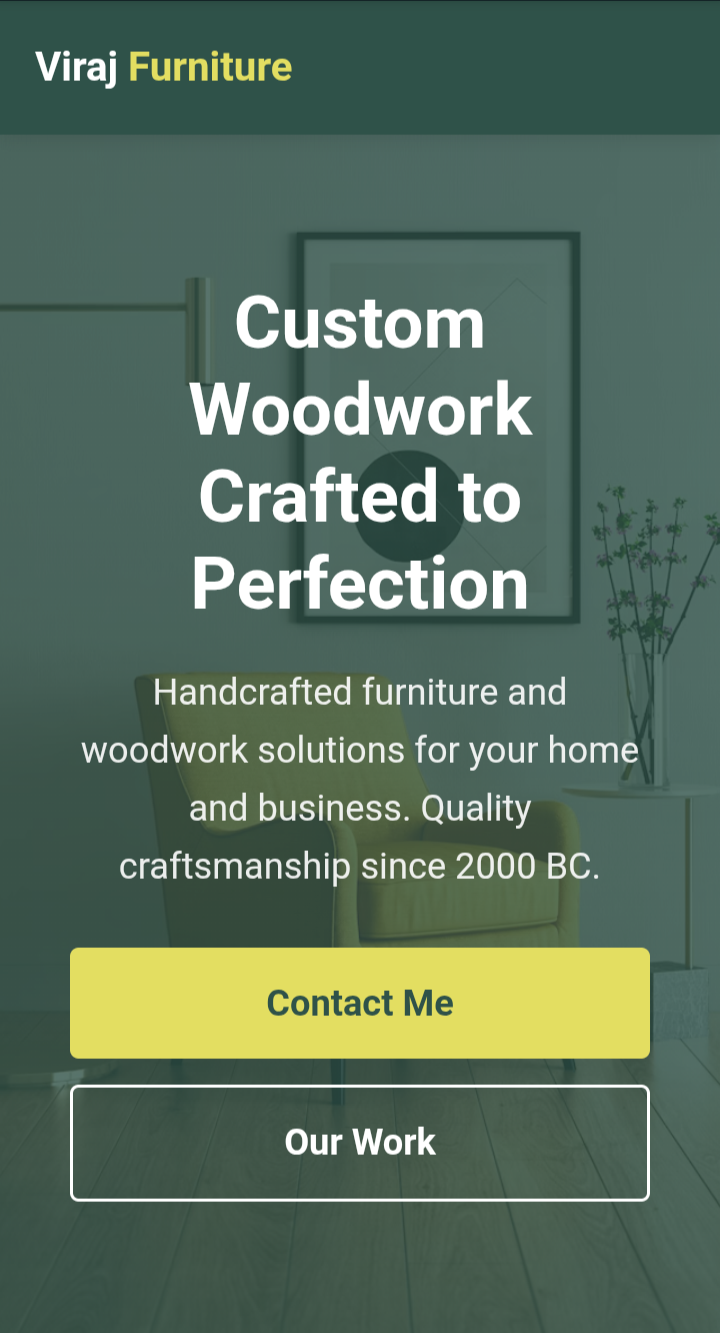 Viraj Furniture
Custom
Woodwork
Crafted to
Perfection
Handcrafted furniture and
woodwork solutions for your home
and business. Quality
craftsmanship since 2000 BC.
Contact Me
Our Work